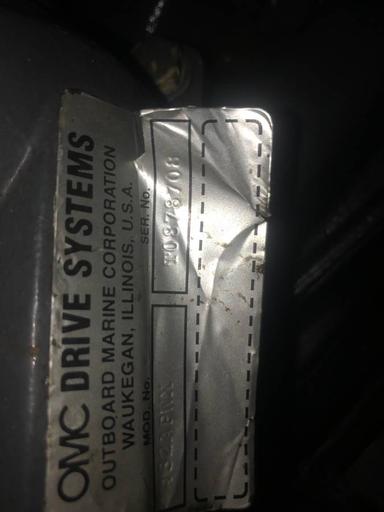 OMC DRIVE SYSTEMS
OUTBOARD MARINE CORPORATION
WAUKEGAN, ILLINOIS, U.S.A.
MOD. No. SER. No.